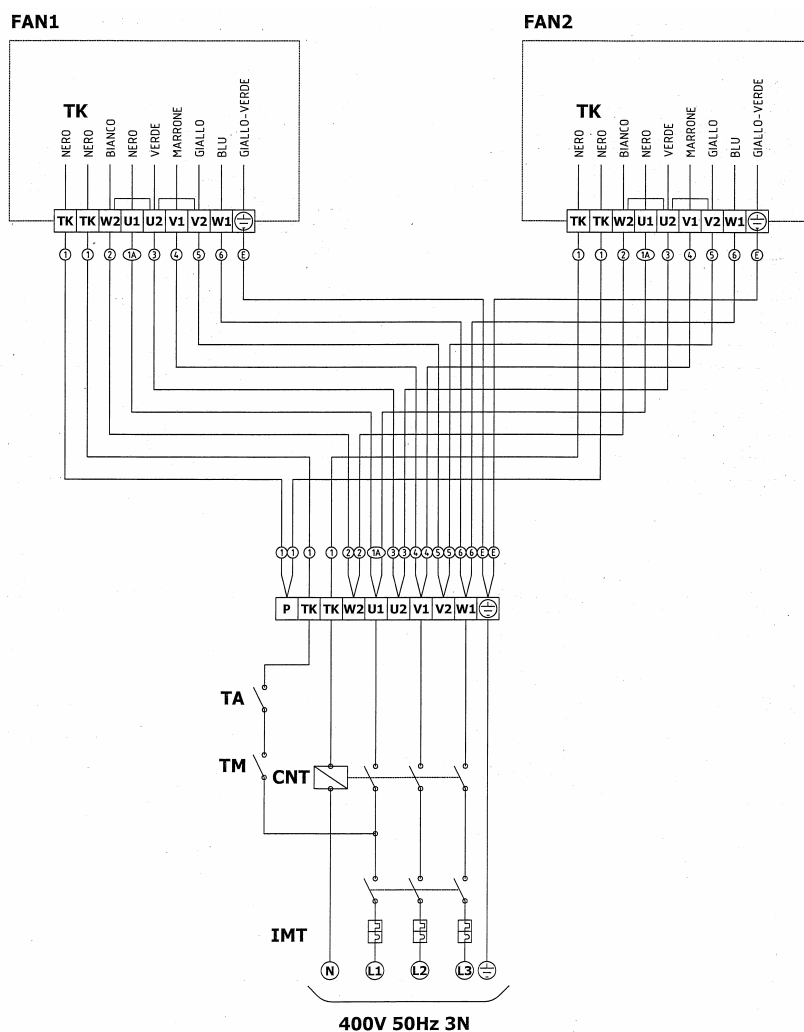 FAN1
FAN2
TK
NERO
NERO
BIANCO
NERO
VERDE
MARRONE
GIALLO
BLU
GIALLO-VERDE
TK
NERO
NERO
BIANCO
NERO
VERDE
MARRONE
GIALLO
BLU
GIALLO-VERDE
TK TK W2 U1 U2 V1 V2 W1
TK TK W2 U1 U2 V1 V2 W1
1 1 2 1A 3 4 5 6 E
1 1 2 1A 3 4 5 6 E
1 1 1 1 2 2 1A 3 3 4 4 5 5 6 6 E E
P TK TK W2 U1 U2 V1 V2 W1
TA
TM
CNT
IMT
N L1 L2 L3
400V 50Hz 3N